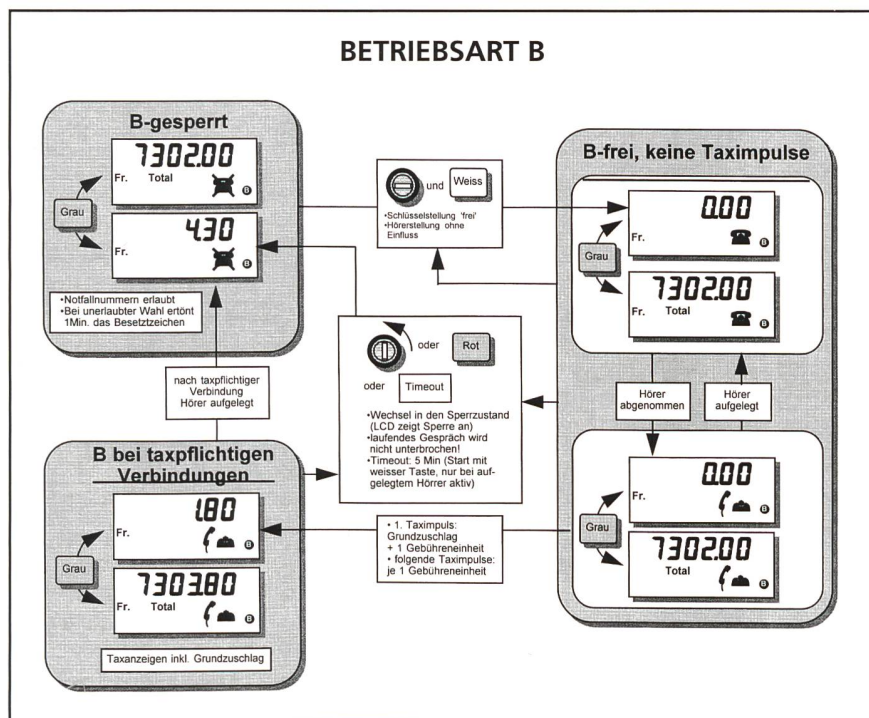 BETRIEBSART B
B-gesperrt
7302.00
Fr. Total B
Grau
4.30
Fr. B
•Notfallnummern erlaubt
•Bei unerlaubter Wahl ertönt
1Min. das Besetztzeichen
und Weiss
•Schlüsselstellung 'frei'
•Hörerstellung ohne
Einfluss
B-frei, keine Taximpulse
0.00
Fr. B
Grau
7302.00
Fr. Total B
nach taxpflichtiger
Verbindung
Hörer aufgelegt
oder Rot
oder Timeout
•Wechsel in den Sperrzustand
(LCD zeigt Sperre an)
•laufendes Gespräch wird
nicht unterbrochen!
•Timeout: 5 Min (Start mit
weisser Taste, nur bei auf-
gelegtem Hörrer aktiv)
Hörer
abgenommen
Hörer
aufgelegt
B bei taxpflichtigen
Verbindungen
1.80
Fr. B
Grau
7303.80
Fr. Total B
Taxanzeigen inkl. Grundzuschlag
• 1. Taximpuls:
Grundzuschlag
+ 1 Gebühreneinheit
• folgende Taximpulse:
je 1 Gebühreneinheit
0.00
Fr. B
Grau
7302.00
Total B